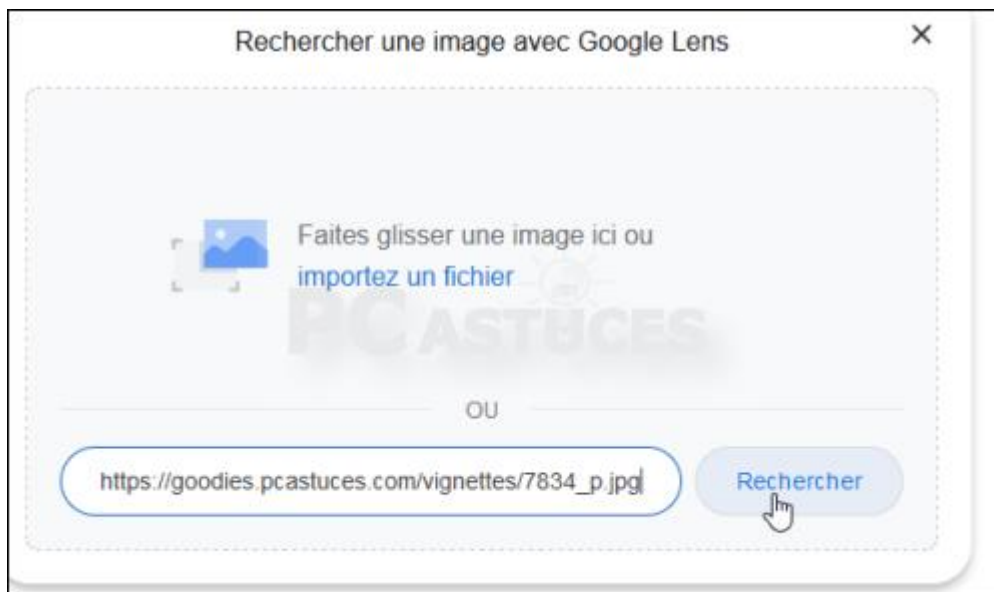 Rechercher une image avec Google Lens
Faites glisser une image ici ou
importez un fichier
PC ASTUCES
OU
https://goodies.pcastuces.com/vignettes/7834_p.jpg
Rechercher